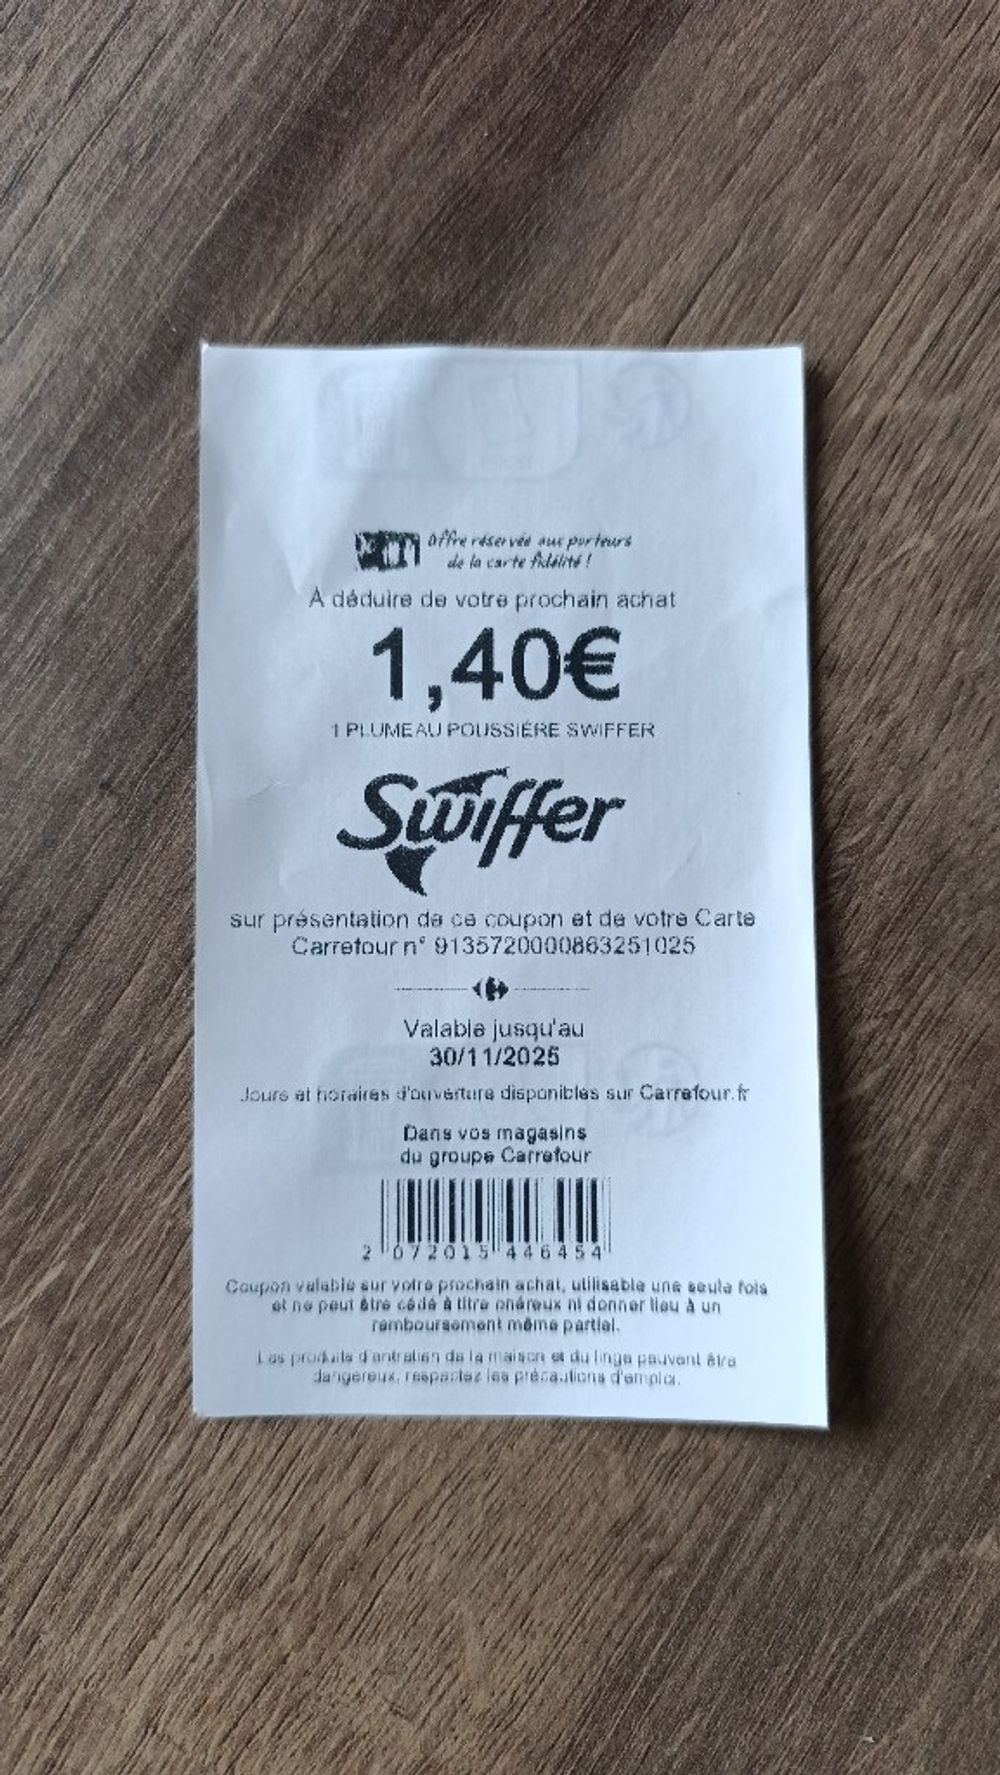 Offre réservée aux porteurs
de la carte fidélité !
À déduire de votre prochain achat
1,40€
1 PLUMEAU POUSSIÈRE SWIFFER
Swiffer
sur présentation de ce coupon et de votre Carte
Carrefour n° 9135720000863251025
Valable jusqu'au
30/11/2025
Jours et horaires d'ouverture disponibles sur Carrefour.fr
Dans vos magasins
du groupe Carrefour
2 072015 446454
Coupon valable sur votre prochain achat, utilisable une seule fois
et ne peut être cédé à titre onéreux ni donner lieu à un
remboursement même partiel.
Les produits d'entretien de la maison et du linge peuvent être
dangereux, respectez les précautions d'emploi.